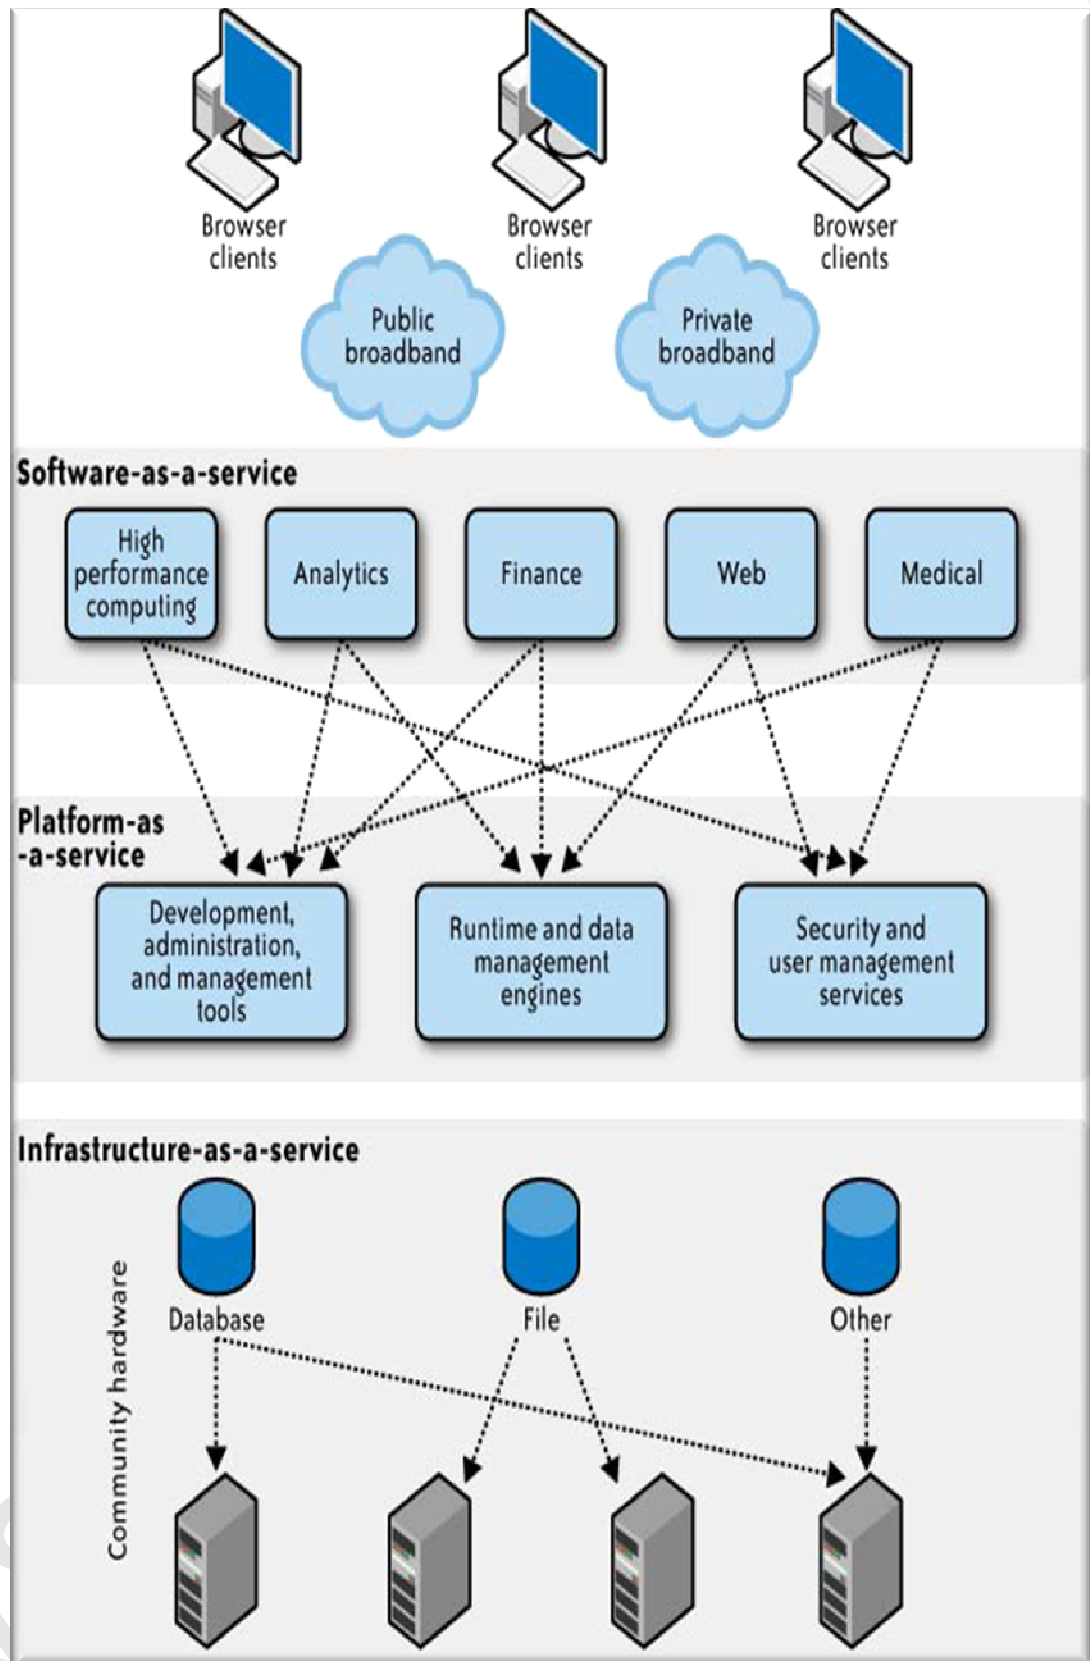 Browser
clients
Browser
clients
Browser
clients
Public
broadband
Private
broadband
Software-as-a-service
High
performance
computing
Analytics
Finance
Web
Medical
Platform-as
-a-service
Development,
administration,
and management
tools
Runtime and data
management
engines
Security and
user management
services
Infrastructure-as-a-service
Database
File
Other
Community hardware